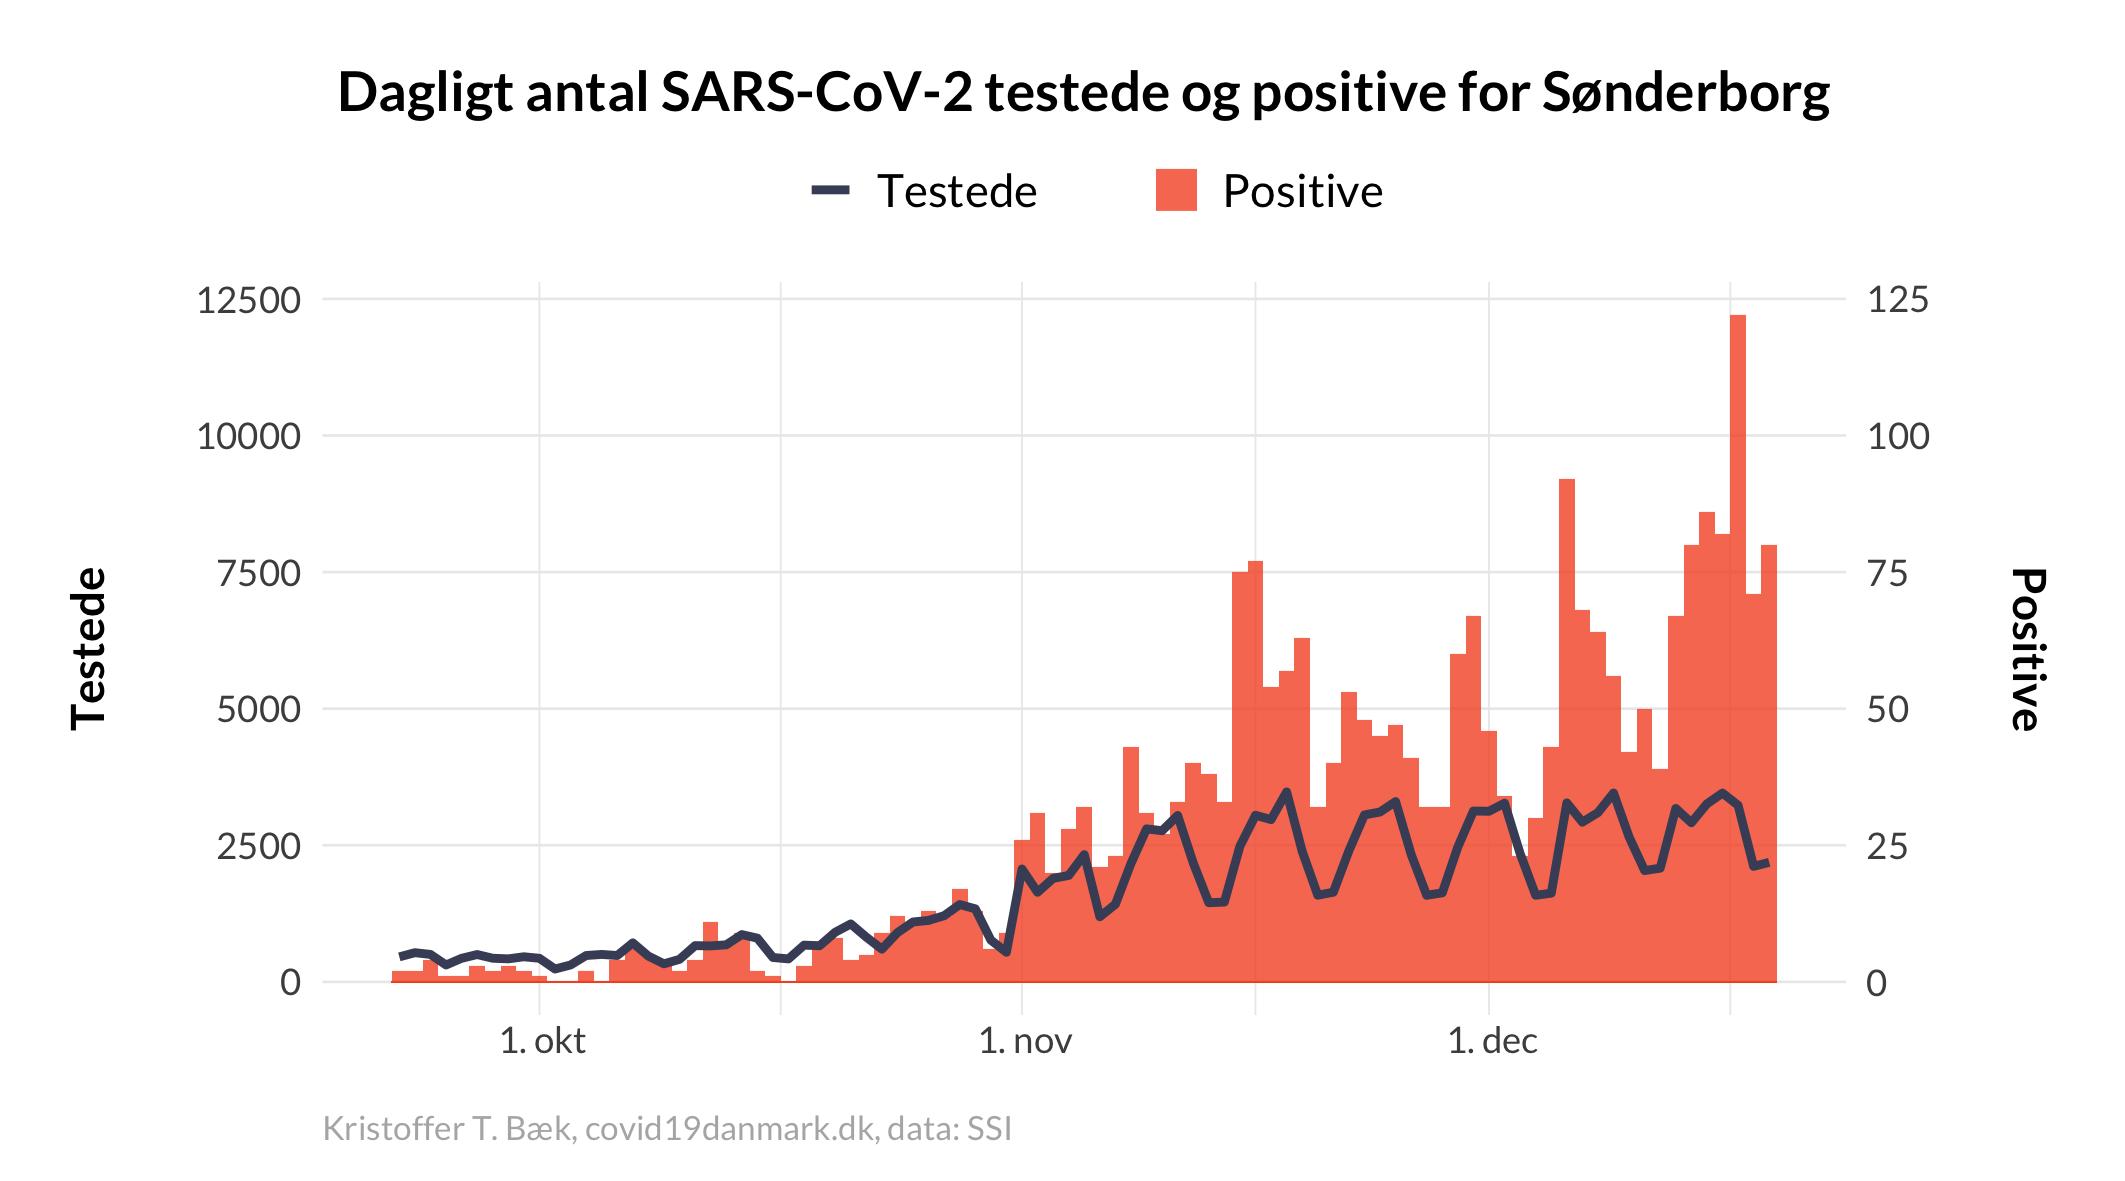 Dagligt antal SARS-CoV-2 testede og positive for Sønderborg
Testede
Positive
12500
10000
7500
5000
2500
0
125
100
75
50
25
0
Testede
Positive
1. okt
1. nov
1. dec
Kristoffer T. Bæk, covid19danmark.dk, data: SSI